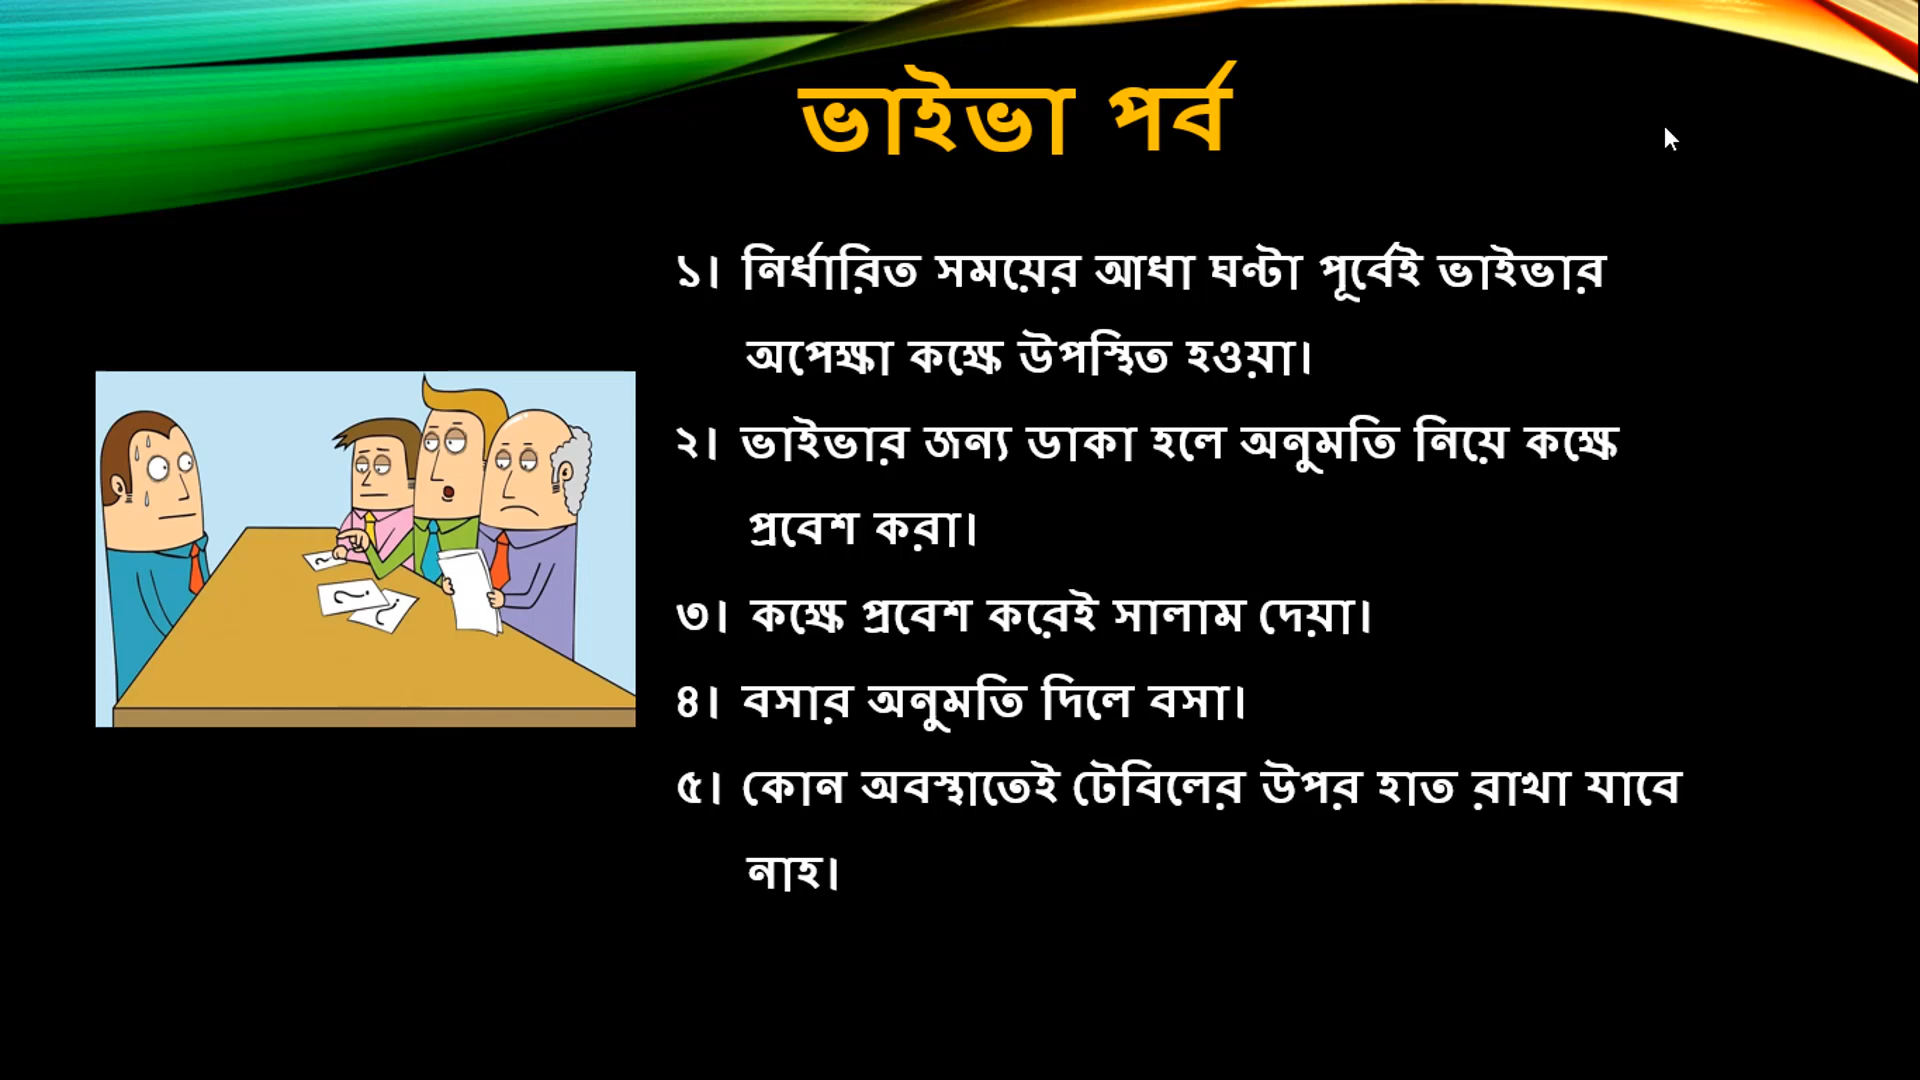 ভাইভা পর্ব
১। নির্ধারিত সময়ের আধা ঘণ্টা পূর্বেই ভাইভার
অপেক্ষা কক্ষে উপস্থিত হওয়া।
২। ভাইভার জন্য ডাকা হলে অনুমতি নিয়ে কক্ষে
প্রবেশ করা।
৩। কক্ষে প্রবেশ করেই সালাম দেয়া।
৪। বসার অনুমতি দিলে বসা।
৫। কোন অবস্থাতেই টেবিলের উপর হাত রাখা যাবে
নাহ।